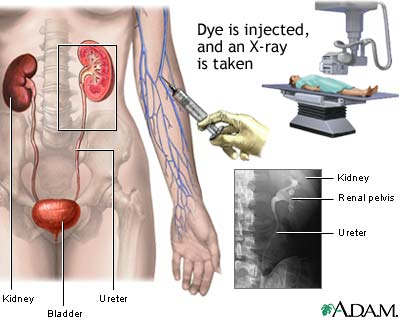 Dye is injected,
and an X-ray
is taken
Kidney
Renal pelvis
Ureter
Kidney
Ureter
Bladder
A.D.A.M.